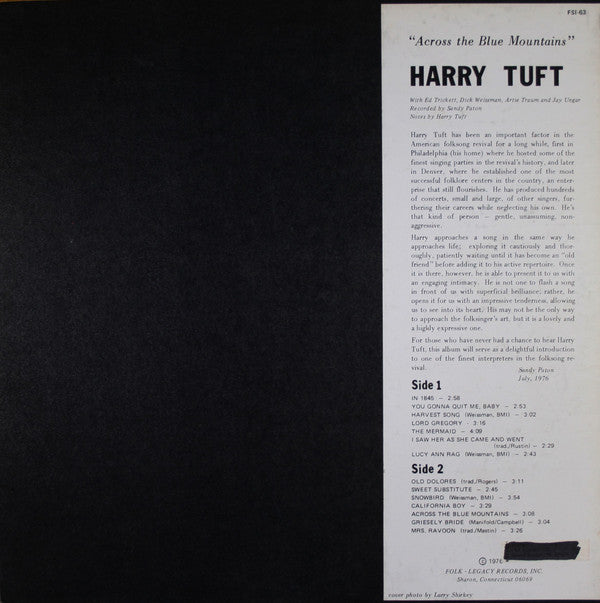 FSI-63
"Across the Blue Mountains"
HARRY TUFT
With Ed Trickett, Dick Weissman, Artie Traum and Jay Ungar
Recorded by Sandy Paton
Notes by Harry Tuft
Harry Tuft has been an important factor in the
American folksong revival for a long while, first in
Philadelphia (his home) where he hosted some of the
finest singing parties in the revival's history, and later
in Denver, where he established one of the most
successful folklore centers in the country, an enter-
prise that still flourishes. He has produced hundreds
of concerts, small and large, of other singers, fur-
thering their careers while neglecting his own. He's
that kind of person – gentle, unassuming, non-
aggressive.
Harry approaches a song in the same way he
approaches life; exploring it cautiously and thor-
oughly, patiently waiting until it has become an "old
friend" before adding it to his active repertoire. Once
it is there, however, he is able to present it to us with
an engaging intimacy. He is not one to flash a song
in front of us with superficial brilliance; rather, he
opens it for us with an impressive tenderness, allowing
us to see into its heart. His may not be the only way
to approach the folksinger's art, but it is a lovely and
a highly expressive one.
For those who have never had a chance to hear Harry
Tuft, this album will serve as a delightful introduction
to one of the finest interpreters in the folksong re-
vival.
Sandy Paton
July, 1976
Side 1
IN 1845 – 2:58
YOU GONNA QUIT ME, BABY – 2:53
HARVEST SONG (Weissman, BMI) – 3:02
LORD GREGORY - 3:16
THE MERMAID – 4:09
I SAW HER AS SHE CAME AND WENT
(trad./Rustin) – 2:29
LUCY ANN RAG (Weissman, BMI) – 2:43
Side 2
OLD DOLORES (trad./Rogers) – 3:11
SWEET SUBSTITUTE – 2:45
SNOWBIRD (Weissman, BMI) – 3:54
CALIFORNIA BOY – 3:29
ACROSS THE BLUE MOUNTAINS – 3:08
GRIESELY BRIDE (Manifold/Campbell) – 3:04
MRS. RAVOON (trad./Mastin) – 3:26
Ⓟ 1976
FOLK - LEGACY RECORDS, INC.
Sharon, Connecticut 06069
cover photo by Larry Shirkey